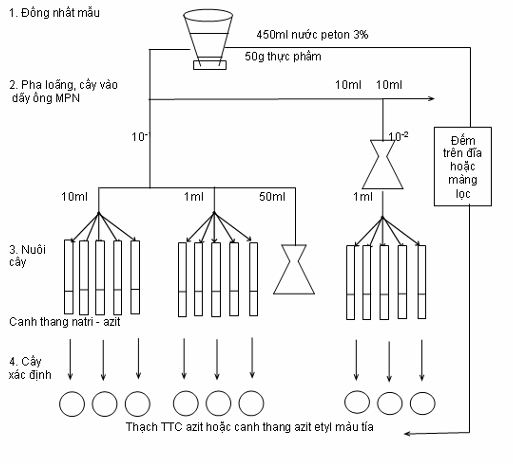 1. Đồng nhất mẫu
450ml nước peton 3%
50g thực phẩm
2. Pha loãng, cấy vào
dãy ống MPN
10ml 10ml
10⁻¹
10⁻²
Đếm
trên đĩa
hoặc
màng
lọc
10ml
1ml
50ml
1ml
3. Nuôi
cấy
Canh thang natri - azit
4. Cấy
xác định
Thạch TTC azit hoặc canh thang azit etyl màu tía